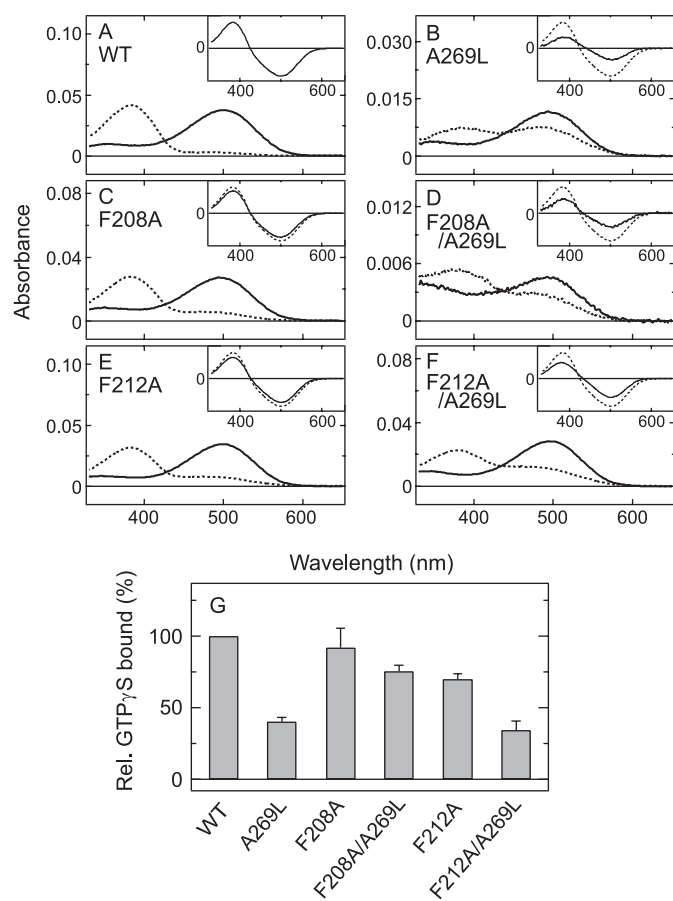 A
WT
0.10
0.05
0
0
400
600
B
A269L
0.030
0.015
0
0
400
600
C
F208A
0.08
0.04
0
0
400
600
D
F208A
/A269L
0.012
0.006
0
0
400
600
E
F212A
0.10
0.05
0
0
400
600
F
F212A
/A269L
0.08
0.04
0
0
400
600
400
500
600
400
500
600
Absorbance
Wavelength (nm)
G
Rel. GTPγS bound (%)
100
50
0
WT
A269L
F208A
F208A/A269L
F212A
F212A/A269L